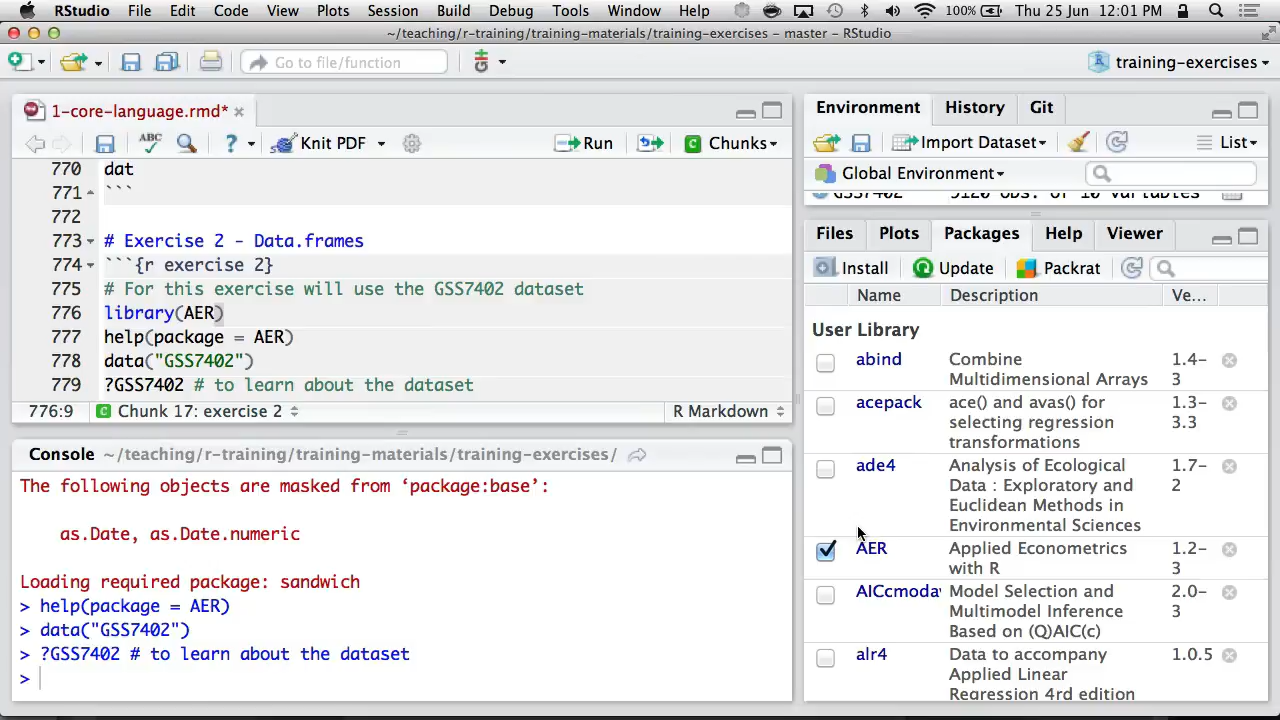 RStudio File Edit Code View Plots Session Build Debug Tools Window Help 100% Thu 25 Jun 12:01 PM
~/teaching/r-training/training-materials/training-exercises - master - RStudio
Go to file/function training-exercises
1-core-language.rmd*
ABC ? Knit PDF Run Chunks
770 dat
771 ```
772
773 # Exercise 2 - Data.frames
774 ```{r exercise 2}
775 # For this exercise will use the GSS7402 dataset
776 library(AER)
777 help(package = AER)
778 data("GSS7402")
779 ?GSS7402 # to learn about the dataset
776:9 C Chunk 17: exercise 2 R Markdown
Console ~/teaching/r-training/training-materials/training-exercises/
The following objects are masked from ‘package:base’:
as.Date, as.Date.numeric
Loading required package: sandwich
> help(package = AER)
> data("GSS7402")
> ?GSS7402 # to learn about the dataset
>
Environment History Git
Import Dataset List
Global Environment
GSS7402 9120 obs. of 10 variables
Files Plots Packages Help Viewer
Install Update Packrat
Name Description Ve...
User Library
abind Combine 1.4-
Multidimensional Arrays 3
acepack ace() and avas() for 1.3-
selecting regression 3.3
transformations
ade4 Analysis of Ecological 1.7-
Data : Exploratory and 2
Euclidean Methods in
Environmental Sciences
AER Applied Econometrics 1.2-
with R 3
AICcmodav Model Selection and 2.0-
Multimodel Inference 3
Based on (Q)AIC(c)
alr4 Data to accompany 1.0.5
Applied Linear
Regression 4rd edition